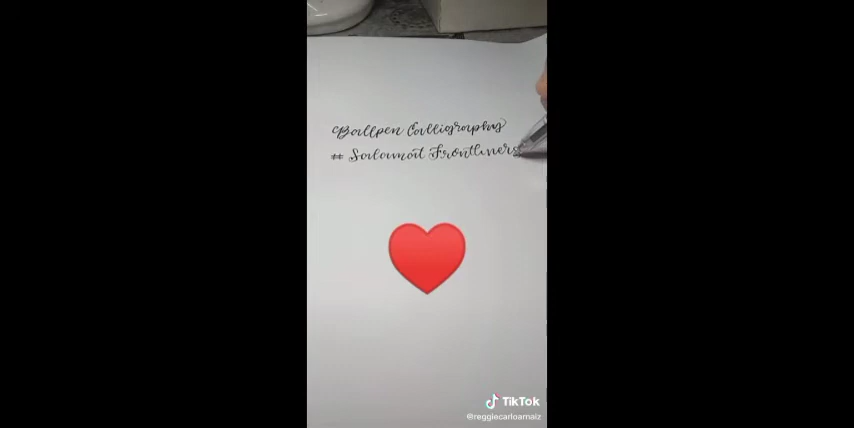 Ballpen Calligraphy
# Salamat Frontliners
TikTok
@reggiecarloamaiz